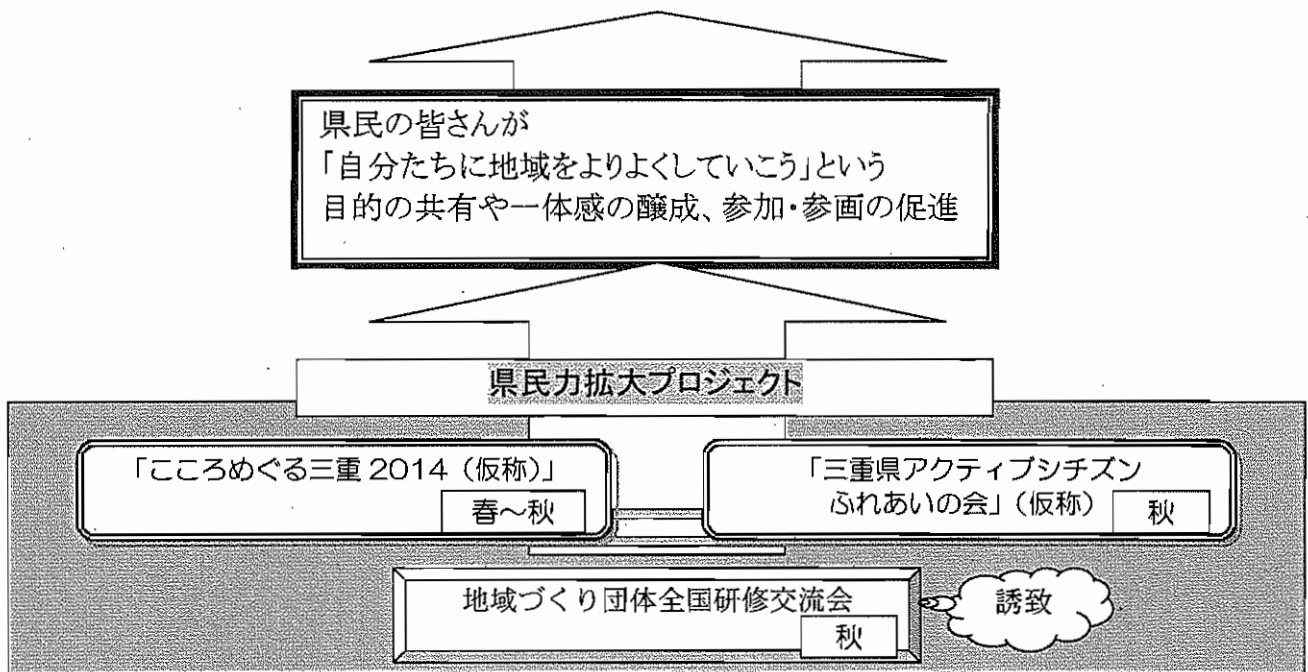 県民の皆さんが
「自分たちに地域をよりよくしていこう」という
目的の共有や一体感の醸成、参加・参画の促進
県民力拡大プロジェクト
「こころめぐる三重 2014（仮称）」
春～秋
「三重県アクティブシチズン
ふれあいの会」（仮称）
秋
地域づくり団体全国研修交流会
秋
誘致